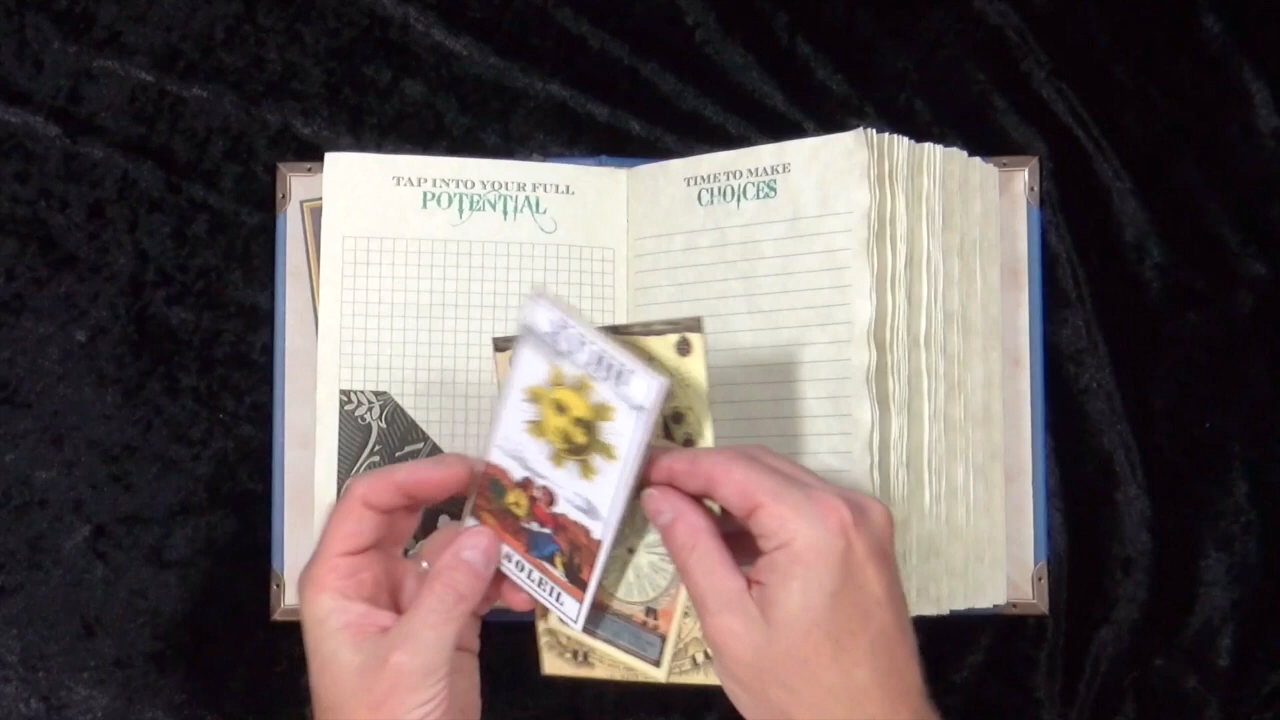 TAP INTO YOUR FULL
POTENTIAL
TIME TO MAKE
CHOICES
SOLEIL